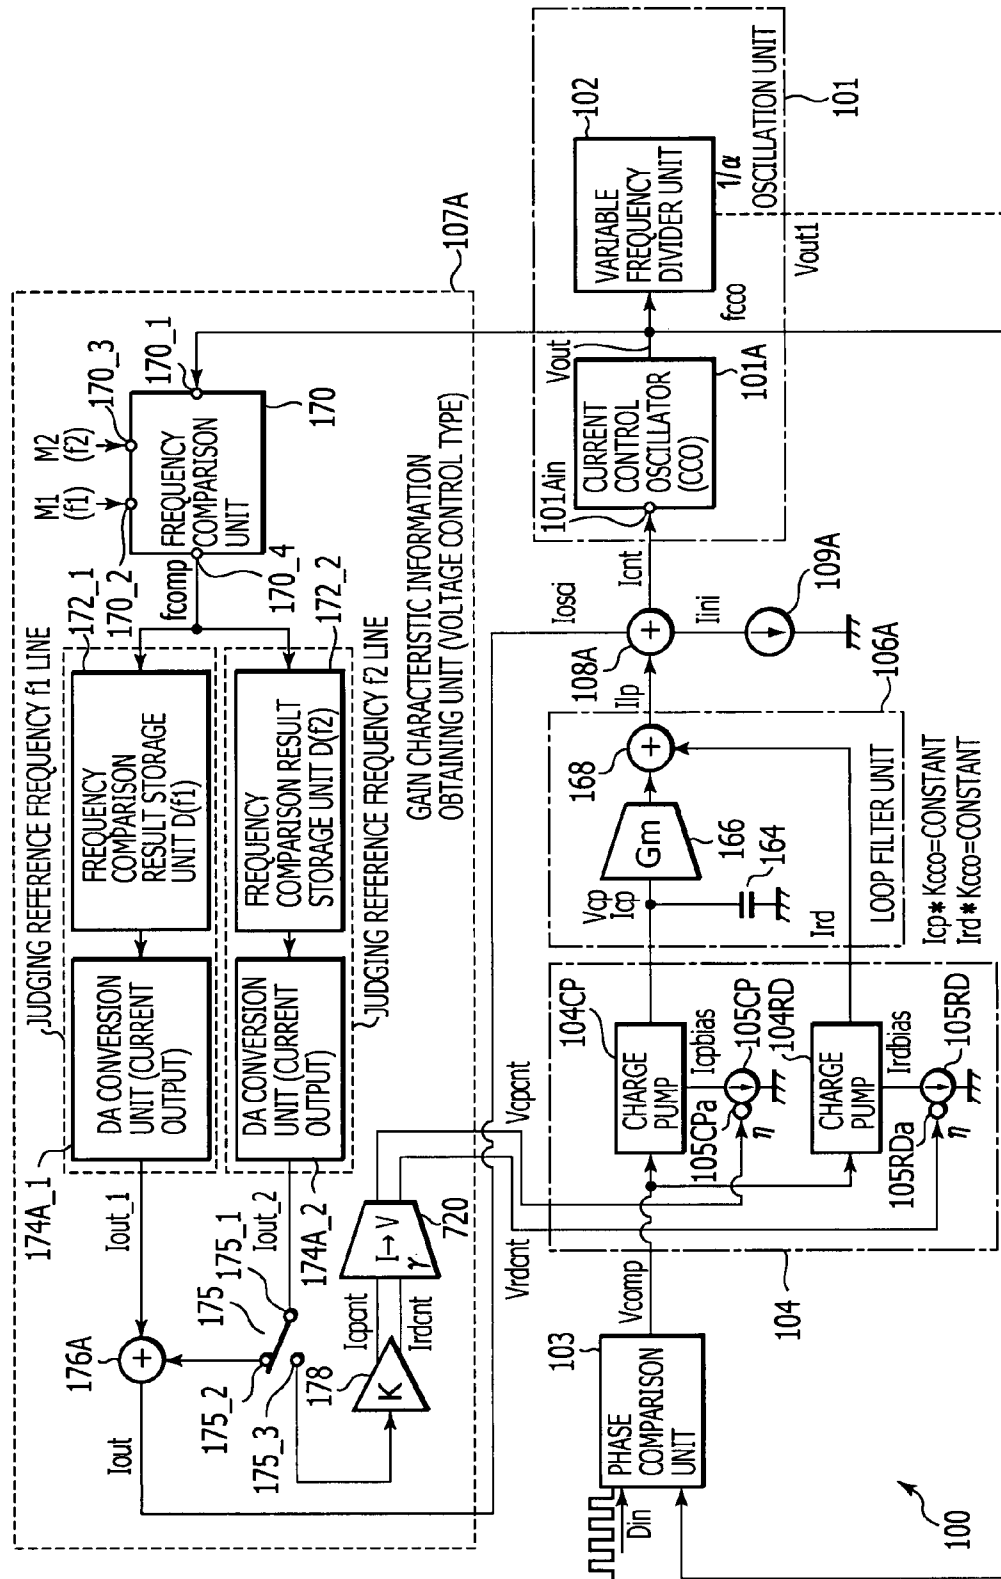 107A
GAIN CHARACTERISTIC INFORMATION
OBTAINING UNIT (VOLTAGE CONTROL TYPE)
JUDGING REFERENCE FREQUENCY f1 LINE
174A_1
DA CONVERSION
UNIT (CURRENT
OUTPUT)
172_1
FREQUENCY
COMPARISON
RESULT STORAGE
UNIT D(f1)
M1
(f1)
M2
(f2)
170_2
170_3
170_1
FREQUENCY
COMPARISON
UNIT
170
170_4
fcomp
Iout
176A
Iout_1
DA CONVERSION
UNIT (CURRENT
OUTPUT)
174A_2
FREQUENCY
COMPARISON RESULT
STORAGE UNIT D(f2)
172_2
JUDGING REFERENCE FREQUENCY f2 LINE
Iout_2
175
175_1
175_2
175_3
178
K
Icpcnt
Irdcnt
I→V
γ
720
Vcpcnt
Vrdcnt
Iosci
103
PHASE
COMPARISON
UNIT
Din
Vcomp
104
104CP
CHARGE
PUMP
Icpbias
105CP
105CPa
η
104RD
CHARGE
PUMP
Irdbias
105RD
105RDa
η
Vcp
Icp
Gm
166
164
168
Ird
LOOP FILTER UNIT
106A
Ilp
108A
Iini
109A
Icnt
101Ain
CURRENT
CONTROL
OSCILLATOR
(CCO)
101A
Vout
fcco
VARIABLE
FREQUENCY
DIVIDER UNIT
102
1/α
OSCILLATION UNIT
101
Vout1
Icp*Kcco=CONSTANT
Ird*Kcco=CONSTANT
100